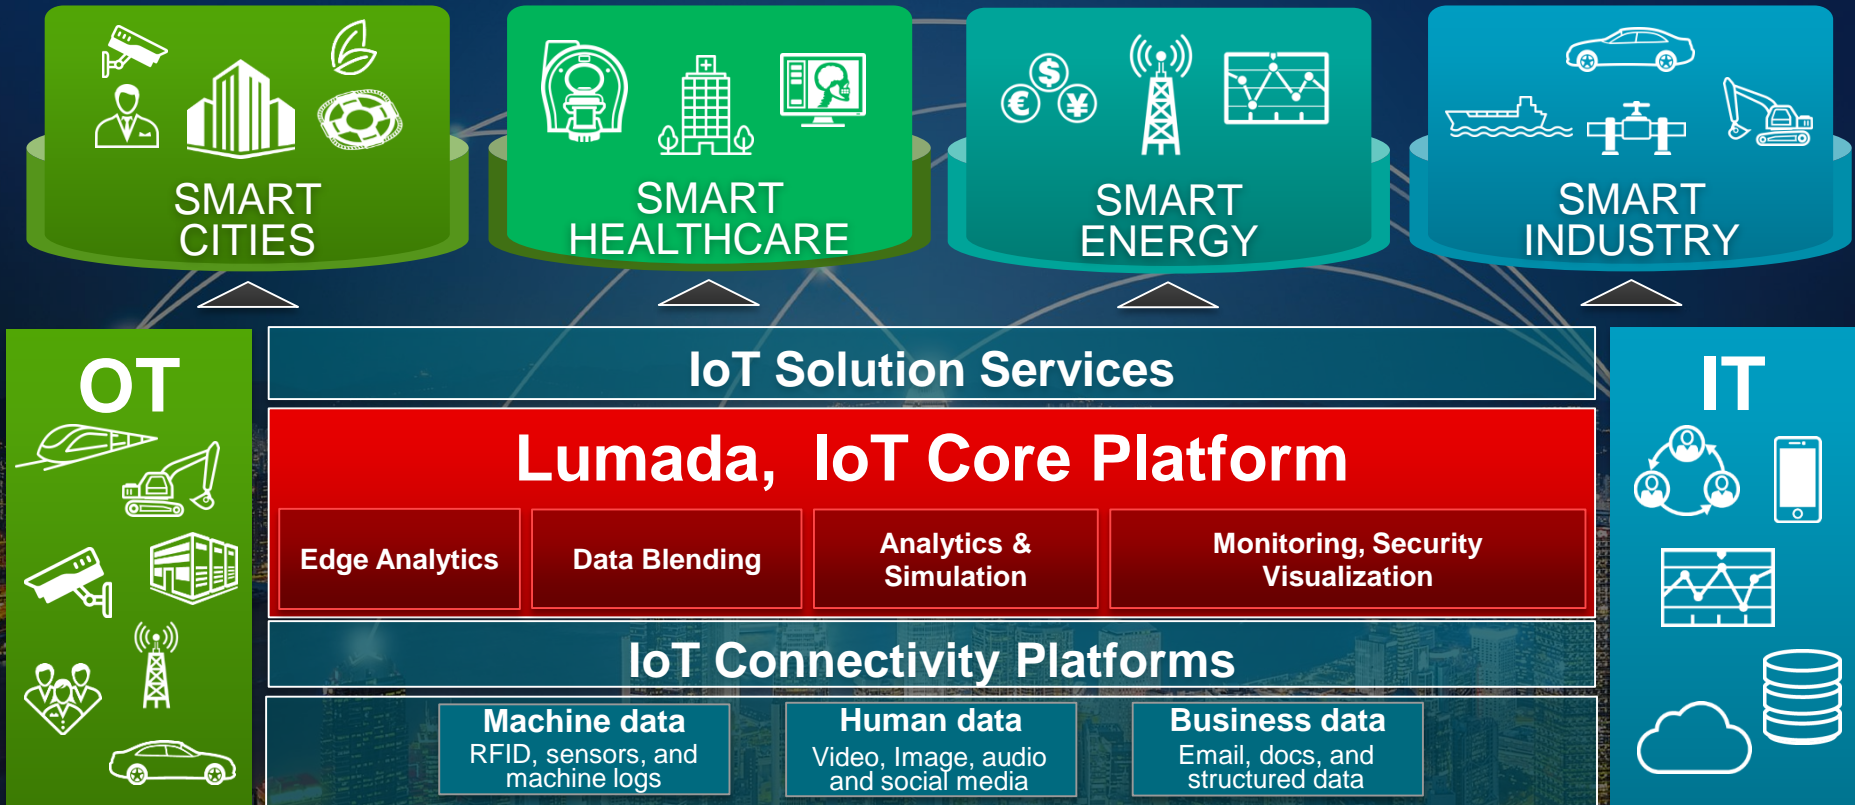 SMART
CITIES
SMART
HEALTHCARE
SMART
ENERGY
SMART
INDUSTRY
OT
IoT Solution Services
IT
Lumada, IoT Core Platform
Edge Analytics
Data Blending
Analytics &
Simulation
Monitoring, Security
Visualization
IoT Connectivity Platforms
Machine data
RFID, sensors, and
machine logs
Human data
Video, Image, audio
and social media
Business data
Email, docs, and
structured data